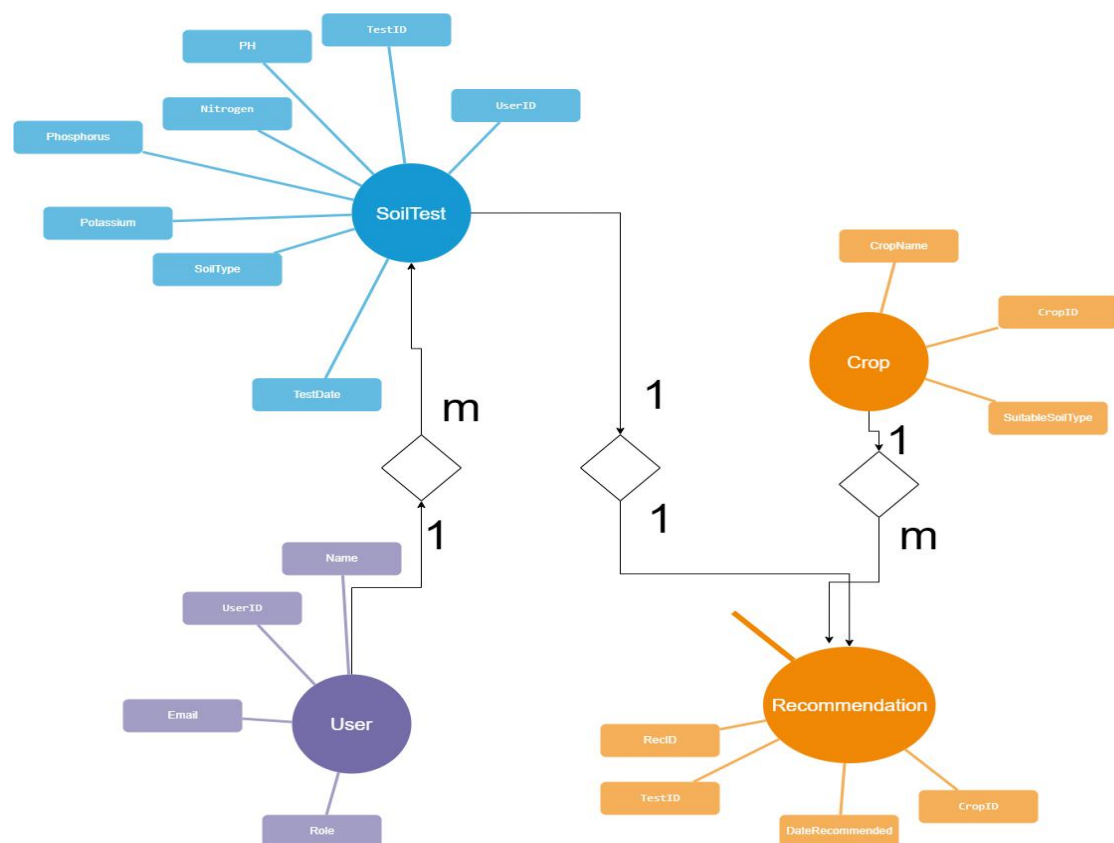 TestID
PH
UserID
Nitrogen
Phosphorus
SoilTest
Potassium
SoilType
TestDate
CropName
CropID
Crop
SuitableSoilType
m
1
1
1
1
m
Name
UserID
Email
User
Role
Recommendation
RecID
TestID
CropID
DateRecommended